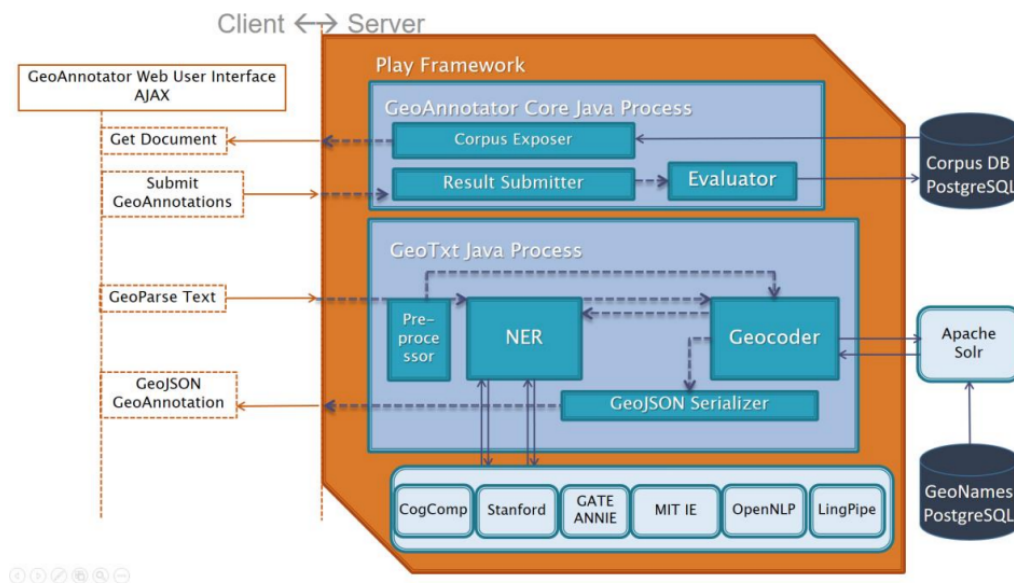 Client <--> Server
Play Framework
GeoAnnotator Web User Interface
AJAX
GeoAnnotator Core Java Process
Get Document
Corpus Exposer
Corpus DB
PostgreSQL
Submit
GeoAnnotations
Result Submitter
Evaluator
GeoTxt Java Process
GeoParse Text
Pre-
proce
ssor
NER
Geocoder
Apache
Solr
GeoJSON
GeoAnnotation
GeoJSON Serializer
CogComp
Stanford
GATE
ANNIE
MIT IE
OpenNLP
LingPipe
GeoNames
PostgreSQL